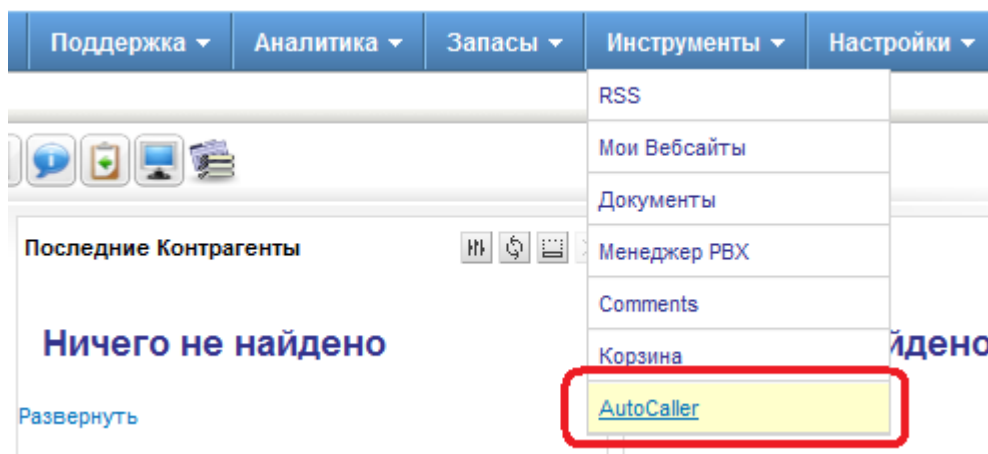 Поддержка Аналитика Запасы Инструменты Настройки
RSS
Мои Вебсайты
Документы
Последние Контрагенты
Менеджер PBX
Comments
Ничего не найдено
йдено
Корзина
AutoCaller
Развернуть